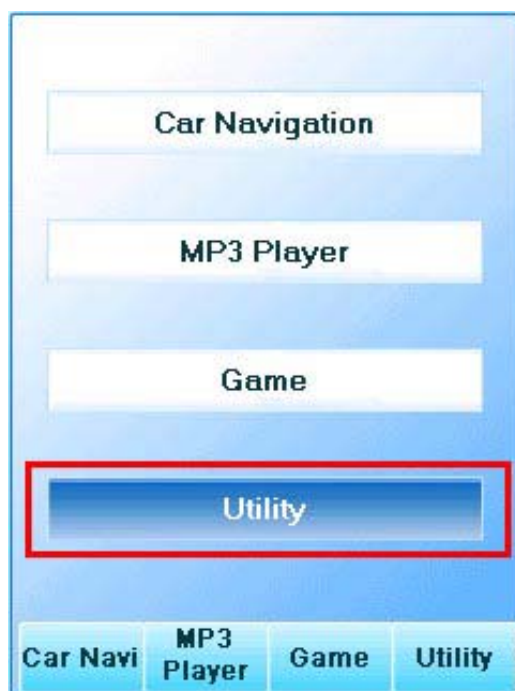 Car Navigation
MP3 Player
Game
Utility
Car Navi
MP3
Player
Game
Utility